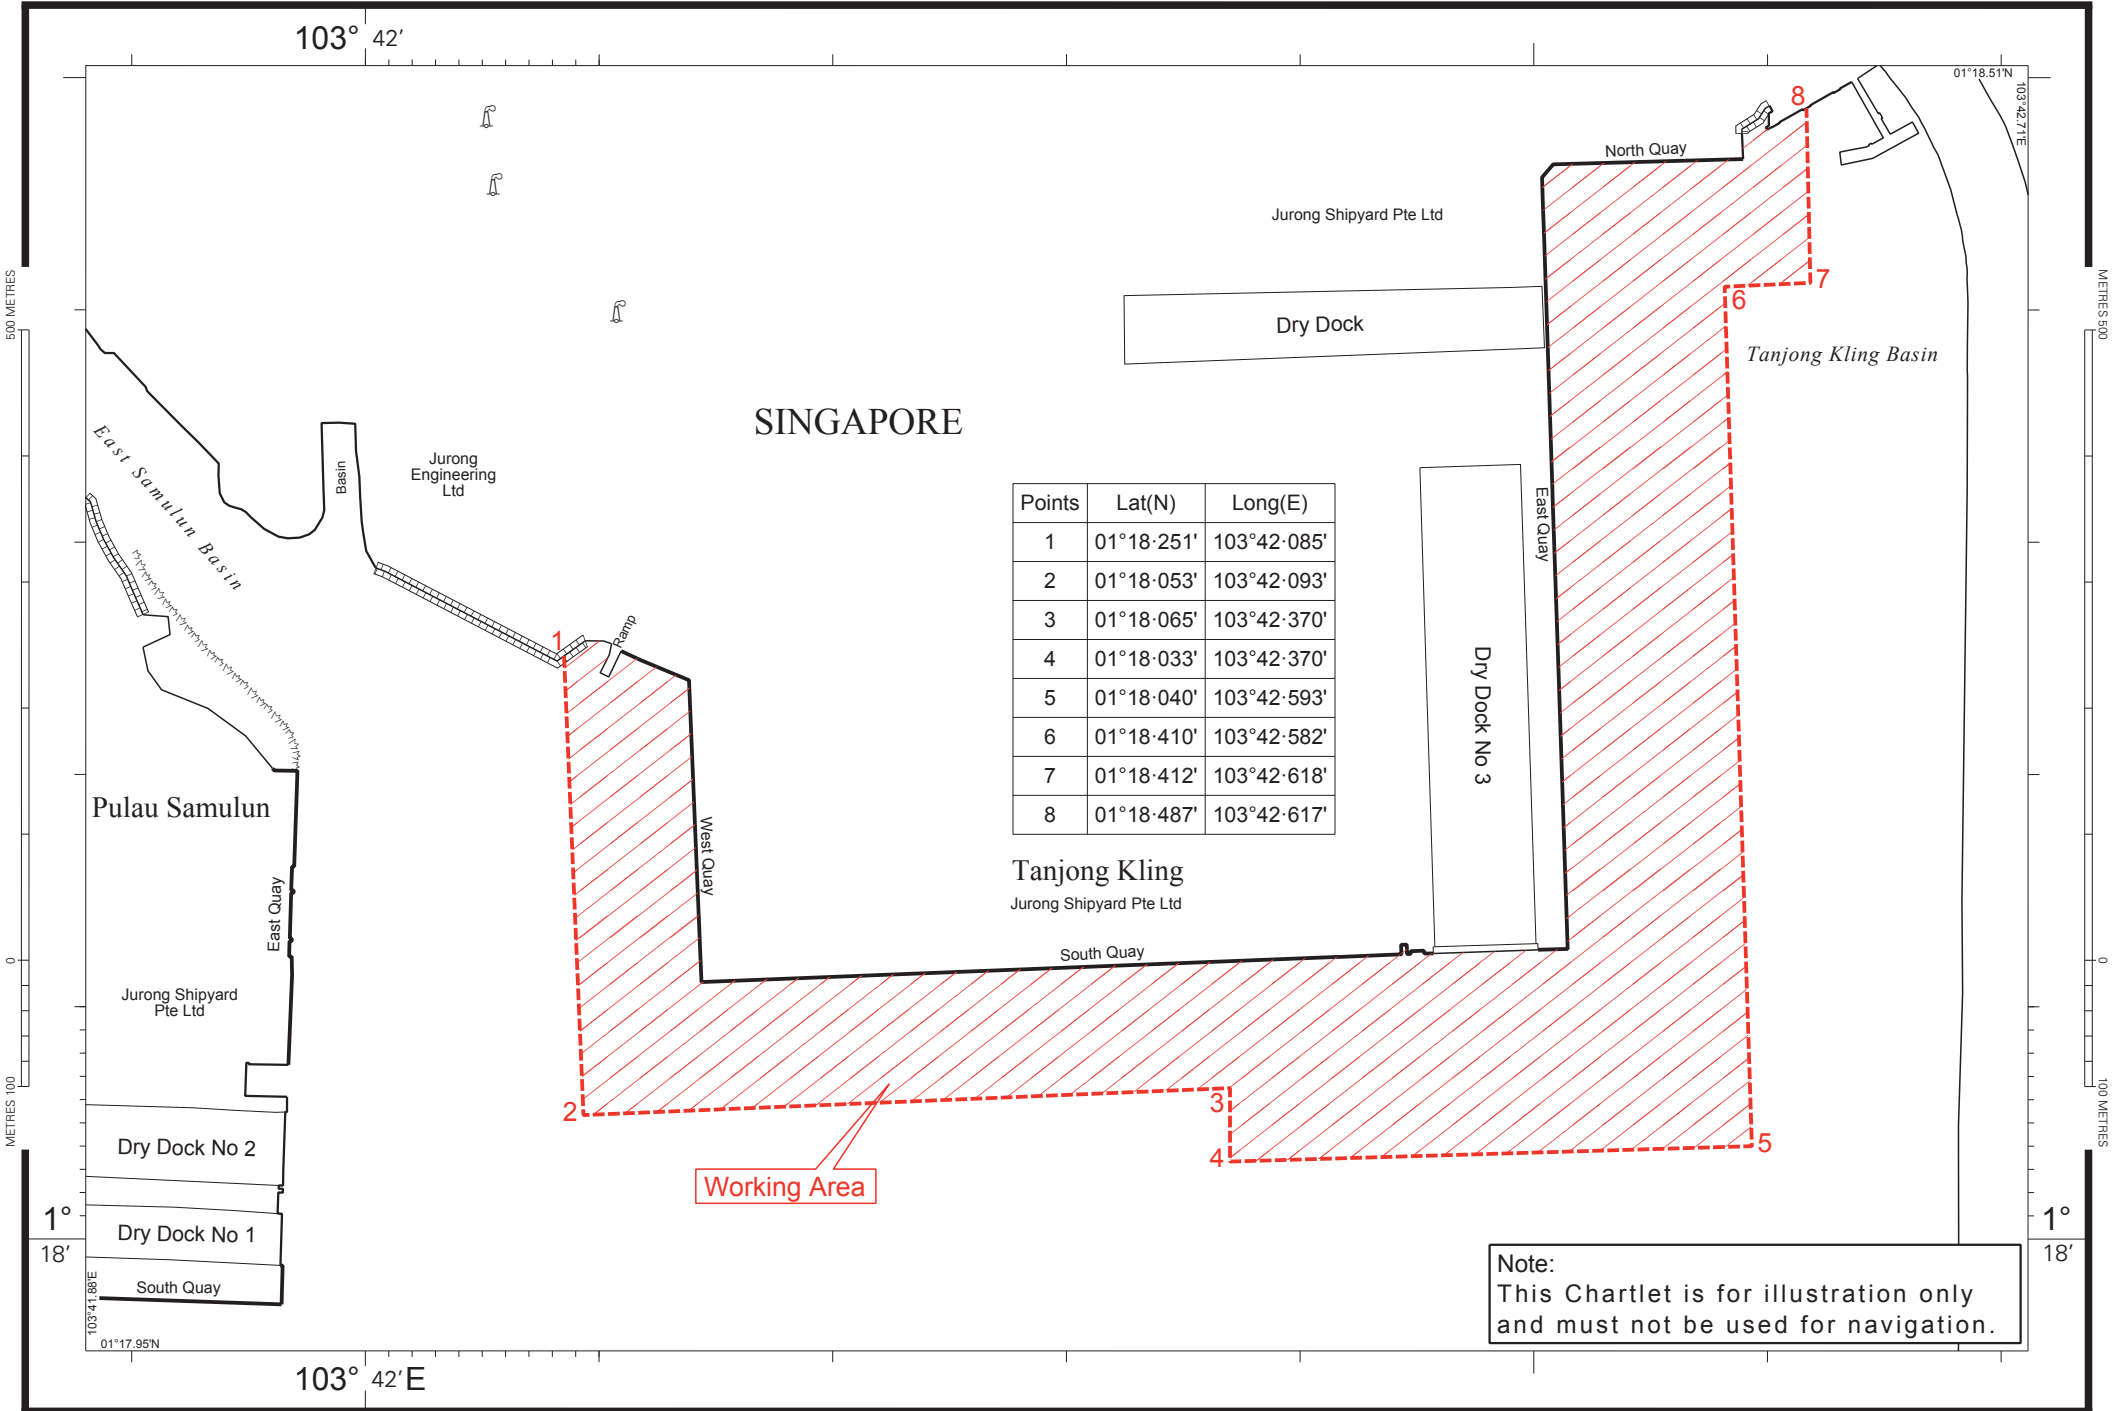 103° 42'
01°18.51'N
103°42.71'E
8
North Quay
Jurong Shipyard Pte Ltd
7
6
500 METRES
METRES 500
Dry Dock
Tanjong Kling Basin
SINGAPORE
East Samulun Basin
Basin
Jurong
Engineering
Ltd
East Quay
Points Lat(N) Long(E)
1 01°18·251' 103°42·085'
2 01°18·053' 103°42·093'
3 01°18·065' 103°42·370'
4 01°18·033' 103°42·370'
5 01°18·040' 103°42·593'
6 01°18·410' 103°42·582'
7 01°18·412' 103°42·618'
8 01°18·487' 103°42·617'
1
Ramp
Dry Dock No 3
Pulau Samulun
West Quay
Tanjong Kling
Jurong Shipyard Pte Ltd
East Quay
South Quay
0
0
Jurong Shipyard
Pte Ltd
METRES 100
100 METRES
2
3
4
5
Dry Dock No 2
Working Area
1°
18'
1°
18'
Dry Dock No 1
South Quay
103°41.88'E
01°17.95'N
Note:
This Chartlet is for illustration only
and must not be used for navigation.
103° 42'E